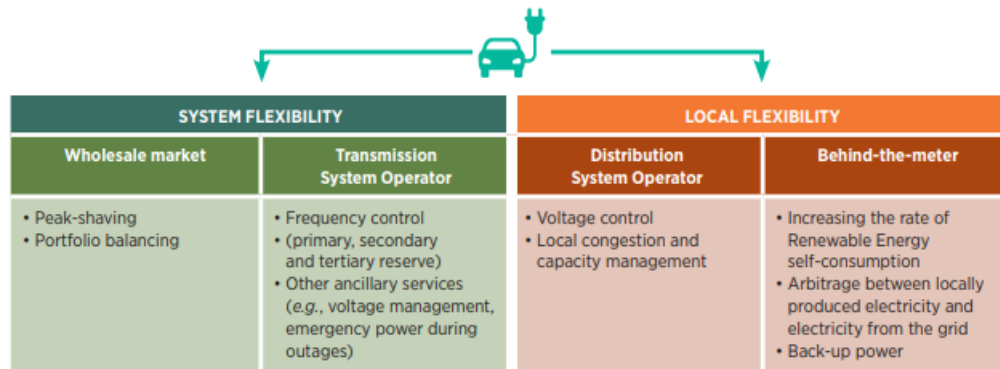 SYSTEM FLEXIBILITY
LOCAL FLEXIBILITY
Wholesale market
Transmission
System Operator
Distribution
System Operator
Behind-the-meter
• Peak-shaving
• Portfolio balancing
• Frequency control
• (primary, secondary
and tertiary reserve)
• Other ancillary services
(e.g., voltage management,
emergency power during
outages)
• Voltage control
• Local congestion and
capacity management
• Increasing the rate of
Renewable Energy
self-consumption
• Arbitrage between locally
produced electricity and
electricity from the grid
• Back-up power